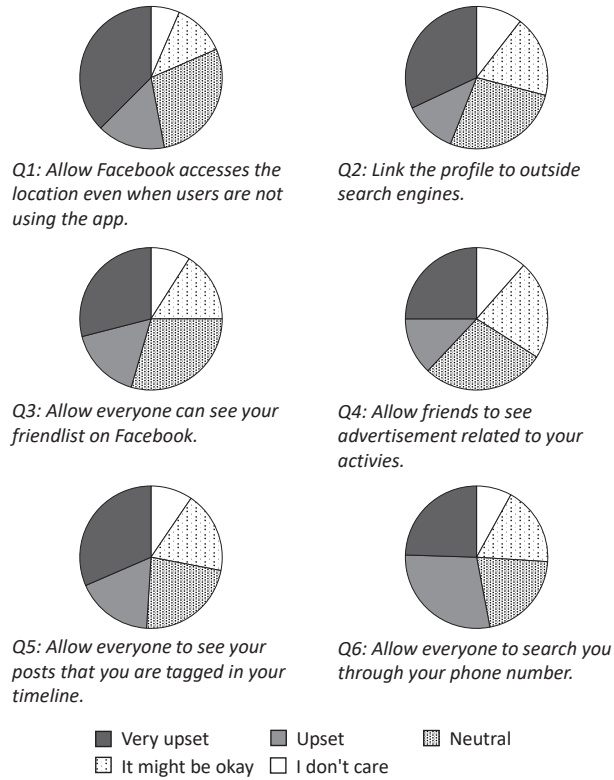 Q1: Allow Facebook accesses the
location even when users are not
using the app.
Q2: Link the profile to outside
search engines.
Q3: Allow everyone can see your
friendlist on Facebook.
Q4: Allow friends to see
advertisement related to your
activies.
Q5: Allow everyone to see your
posts that you are tagged in your
timeline.
Q6: Allow everyone to search you
through your phone number.
Very upset Upset Neutral
It might be okay I don't care